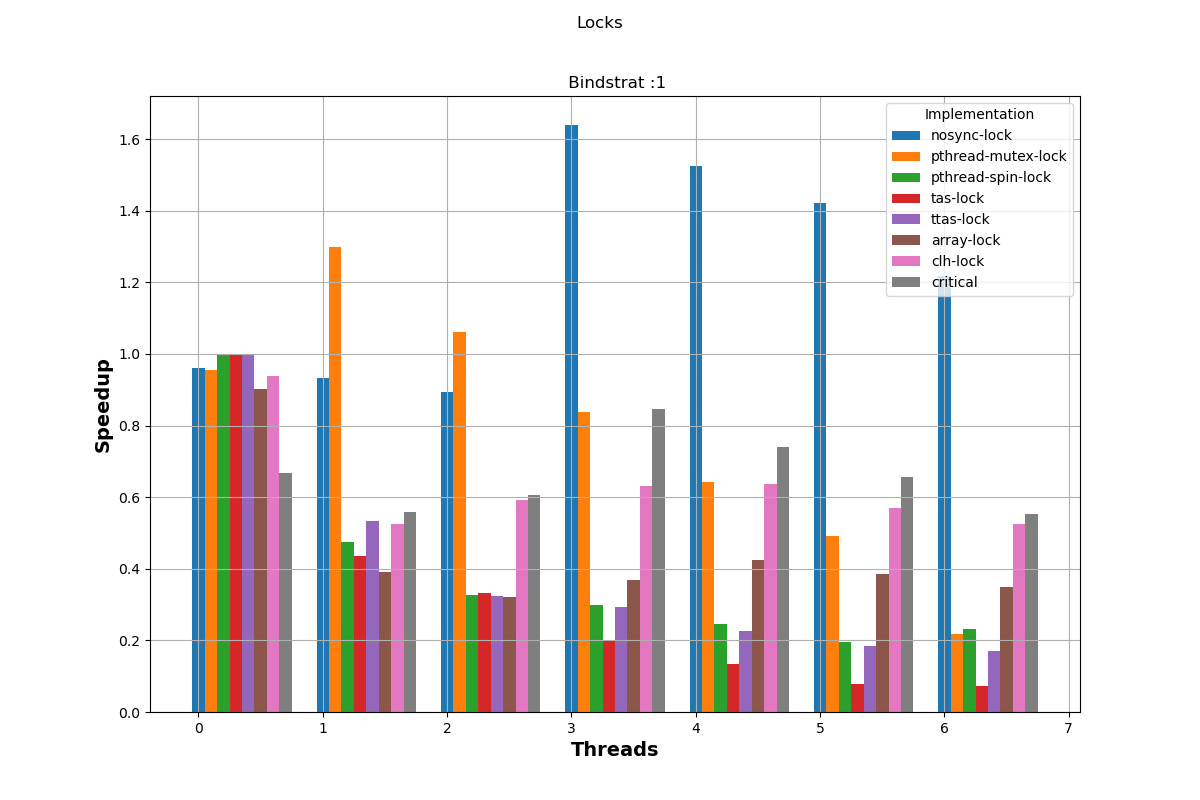 Locks
Bindstrat :1
Implementation
nosync-lock
pthread-mutex-lock
pthread-spin-lock
tas-lock
ttas-lock
array-lock
clh-lock
critical
Speedup
1.6
1.4
1.2
1.0
0.8
0.6
0.4
0.2
0.0
0 1 2 3 4 5 6 7
Threads